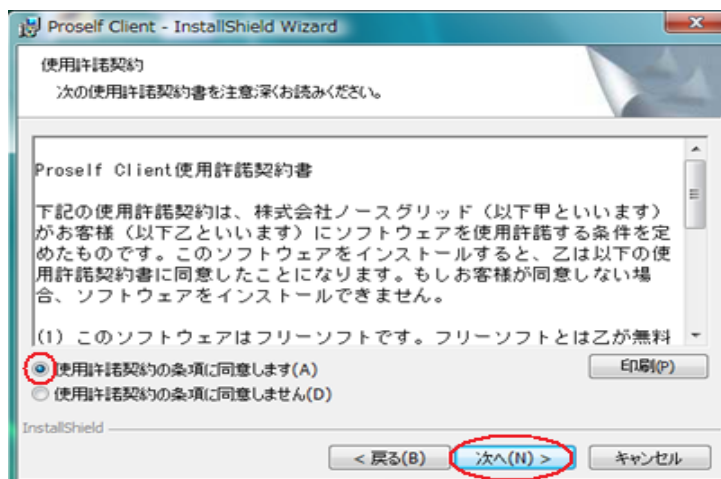 Proself Client - InstallShield Wizard
使用許諾契約
次の使用許諾契約書を注意深くお読みください。
Proself Client使用許諾契約書
下記の使用許諾契約は、株式会社ノースグリッド（以下甲といいます）
がお客様（以下乙といいます）にソフトウェアを使用許諾する条件を定
めたものです。このソフトウェアをインストールすると、乙は以下の使
用許諾契約書に同意したことになります。もしお客様が同意しない場
合、ソフトウェアをインストールできません。
(1) このソフトウェアはフリーソフトです。フリーソフトとは乙が無料
使用許諾契約の条項に同意します(A)
印刷(P)
使用許諾契約の条項に同意しません(D)
InstallShield
< 戻る(B)
次へ(N) >
キャンセル